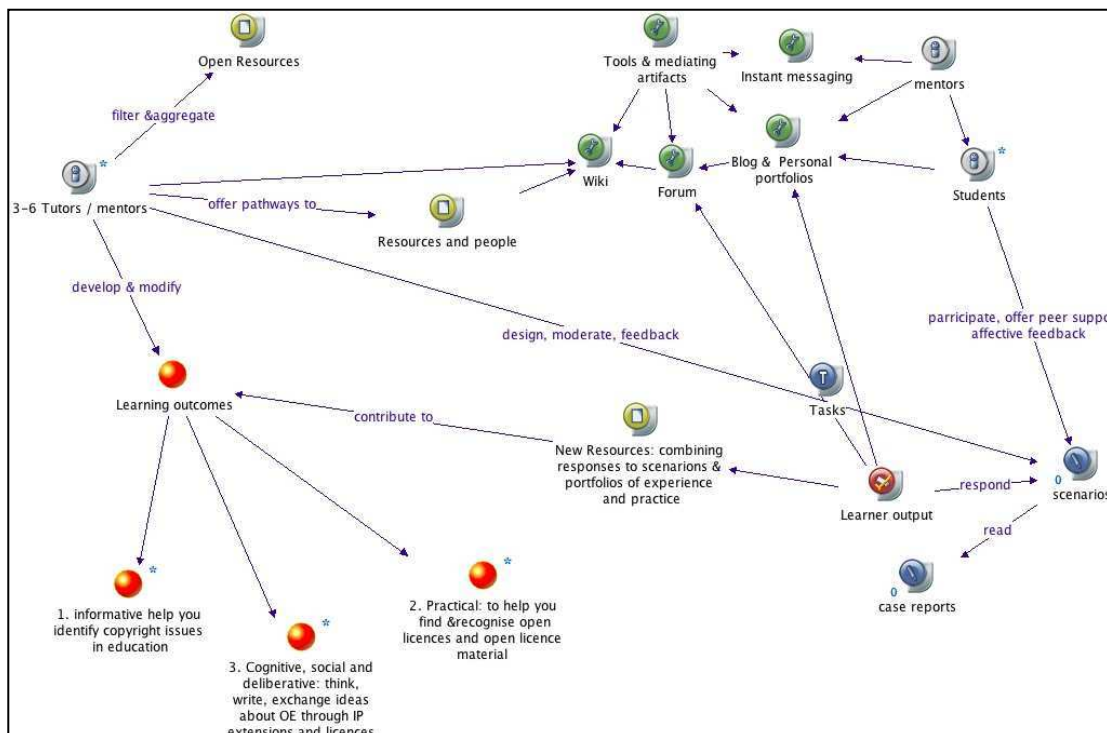 Open Resources
Tools & mediating
artifacts
Instant messaging
mentors
filter &aggregate
*
3-6 Tutors / mentors
Wiki
Forum
Blog & Personal
portfolios
*
Students
offer pathways to
Resources and people
develop & modify
design, moderate, feedback
parricipate, offer peer suppo
affective feedback
Learning outcomes
contribute to
Tasks
New Resources: combining
responses to scenarions &
portfolios of experience
and practice
Learner output
respond
0
scenarios
read
0
case reports
*
1. informative help you
identify copyright issues
in education
*
2. Practical: to help you
find &recognise open
licences and open licence
material
*
3. Cognitive, social and
deliberative: think,
write, exchange ideas
about OE through IP
extensions and licences